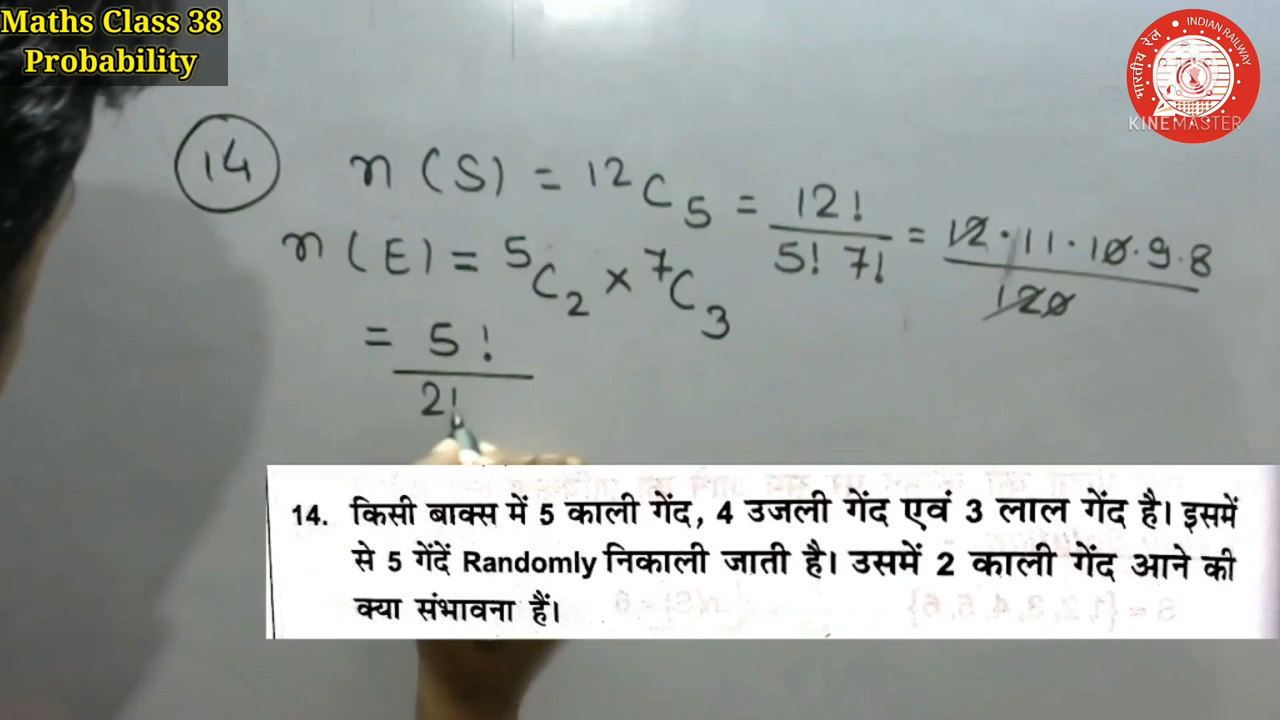 Maths Class 38
Probability
भारतीय रेल INDIAN RAILWAY
KINEMASTER
14 n(S) = ¹²C₅ = 12!/5! 7! = 12·11·10·9·8/120
n(E) = ⁵C₂ × ⁷C₃
= 5!/2!
14. किसी बाक्स में 5 काली गेंद, 4 उजली गेंद एवं 3 लाल गेंद है। इसमें
से 5 गेंदें Randomly निकाली जाती है। उसमें 2 काली गेंद आने की
क्या संभावना हैं।